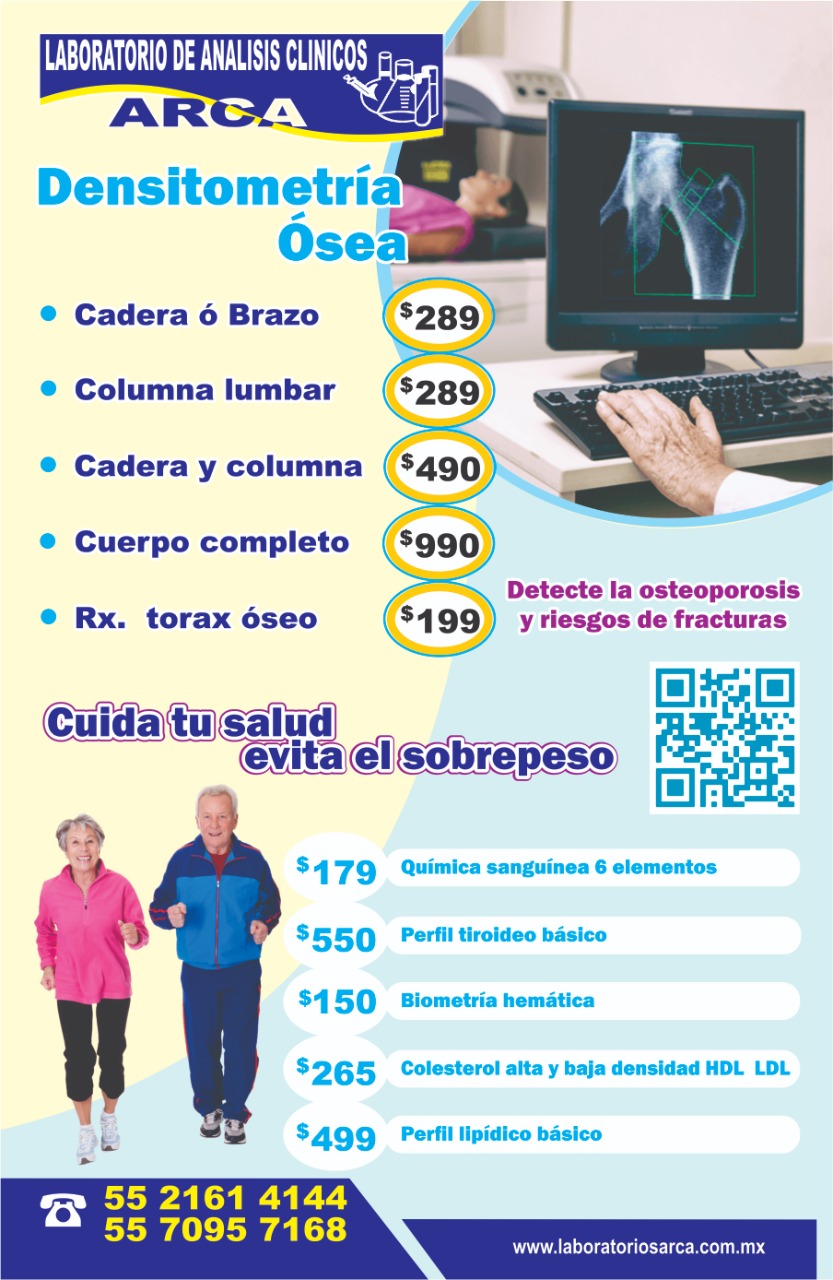 LABORATORIO DE ANALISIS CLINICOS
ARCA
Densitometría
Ósea
Cadera ó Brazo $289
Columna lumbar $289
Cadera y columna $490
Cuerpo completo $990
Rx. torax óseo $199
Detecte la osteoporosis
y riesgos de fracturas
Cuida tu salud
evita el sobrepeso
$179 Química sanguínea 6 elementos
$550 Perfil tiroideo básico
$150 Biometría hemática
$265 Colesterol alta y baja densidad HDL LDL
$499 Perfil lipídico básico
55 2161 4144
55 7095 7168
www.laboratoriosarca.com.mx